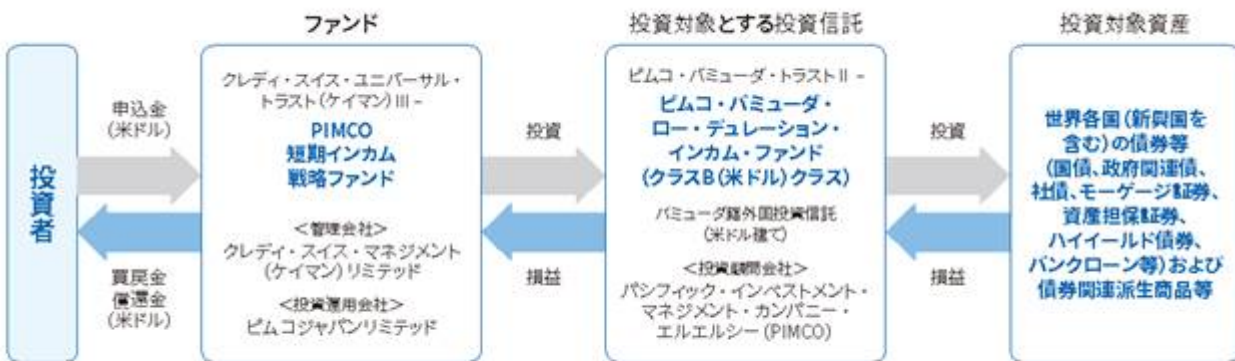 ファンド
投資対象とする投資信託
投資対象資産
投資者
申込金
(米ドル)
買戻金
償還金
(米ドル)
クレディ・スイス・ユニバーサル・
トラスト(ケイマン)III –
PIMCO
短期インカム
戦略ファンド
<管理会社>
クレディ・スイス・マネジメント
(ケイマン)リミテッド
<投資運用会社>
ピムコジャパンリミテッド
投資
損益
ピムコ・バミューダ・トラストII –
ピムコ・バミューダ・
ロー・デュレーション・
インカム・ファンド
(クラスB(米ドル)クラス)
バミューダ籍外国投資信託
(米ドル建て)
<投資顧問会社>
パシフィック・インベストメント・
マネジメント・カンパニー・
エルエルシー(PIMCO)
投資
損益
世界各国(新興国を
含む)の債券等
(国債、政府関連債、
社債、モーゲージ証券、
資産担保証券、
ハイイールド債券、
バンクローン等)および
債券関連派生商品等